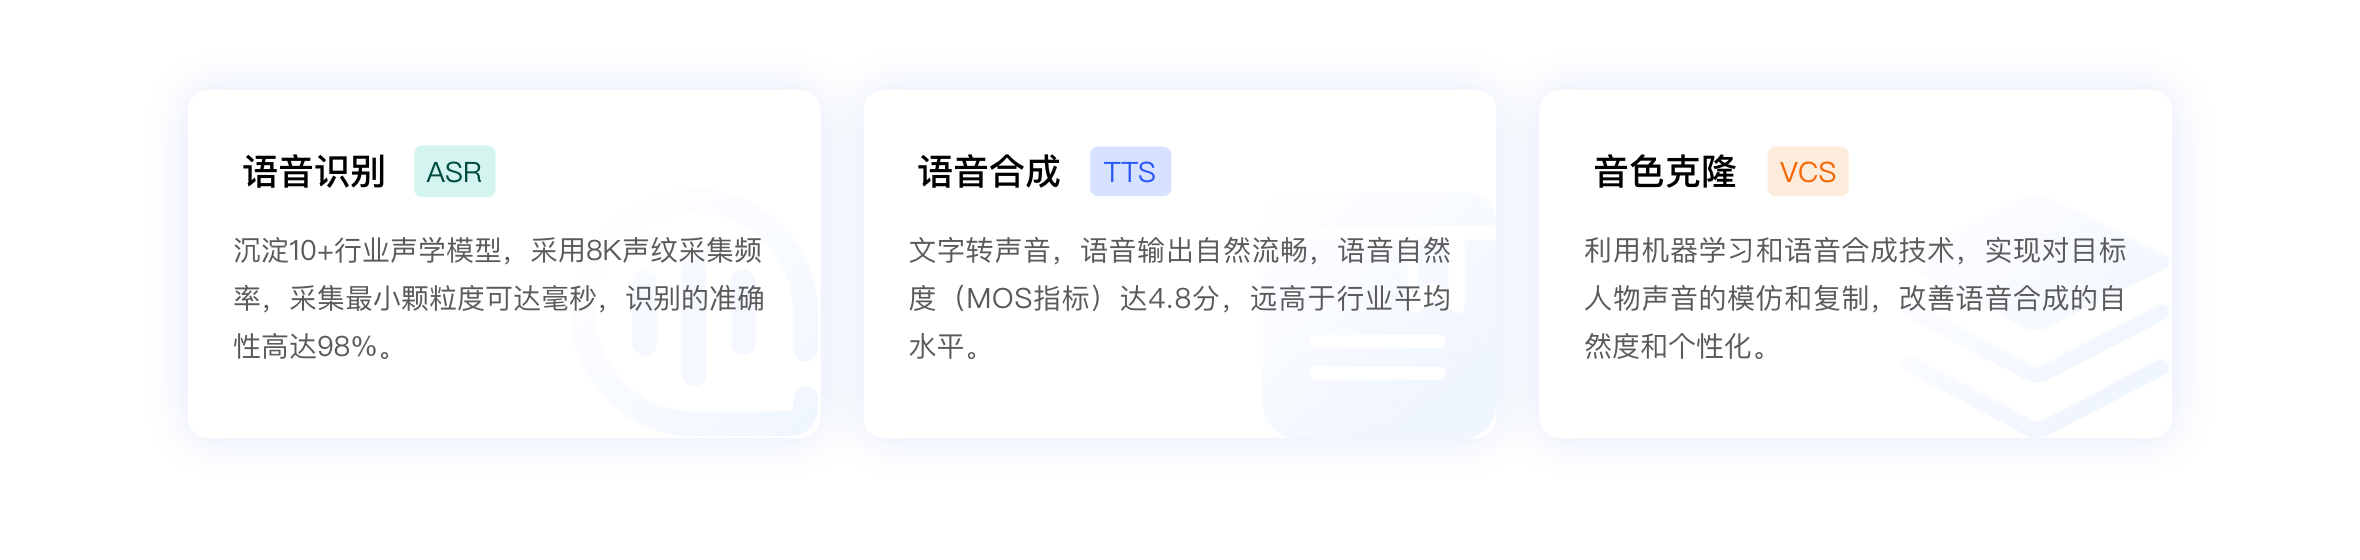 语音识别 ASR
沉淀10+行业声学模型，采用8K声纹采集频
率，采集最小颗粒度可达毫秒，识别的准确
性高达98%。
语音合成 TTS
文字转声音，语音输出自然流畅，语音自然
度（MOS指标）达4.8分，远高于行业平均
水平。
音色克隆 VCS
利用机器学习和语音合成技术，实现对目标
人物声音的模仿和复制，改善语音合成的自
然度和个性化。